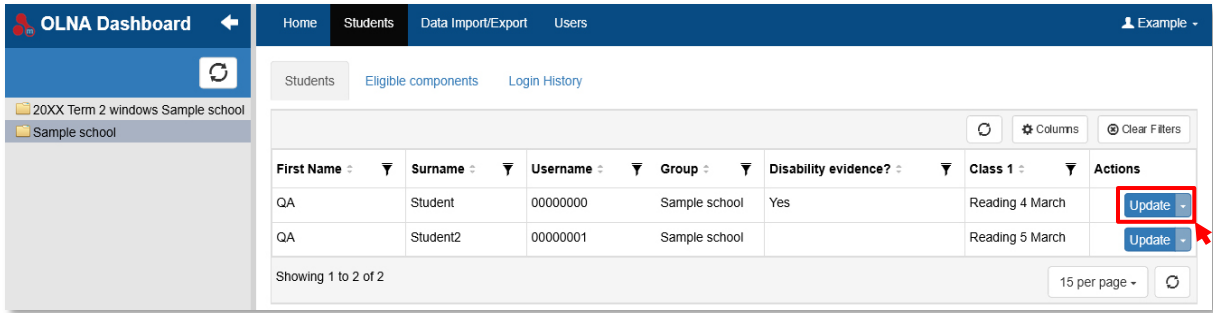 OLNA Dashboard
Home Students Data Import/Export Users Example
Students Eligible components Login History
20XX Term 2 windows Sample school
Sample school
Columns Clear Filters
First Name Surname Username Group Disability evidence? Class 1 Actions
QA Student 00000000 Sample school Yes Reading 4 March Update
QA Student2 00000001 Sample school Reading 5 March Update
Showing 1 to 2 of 2
15 per page